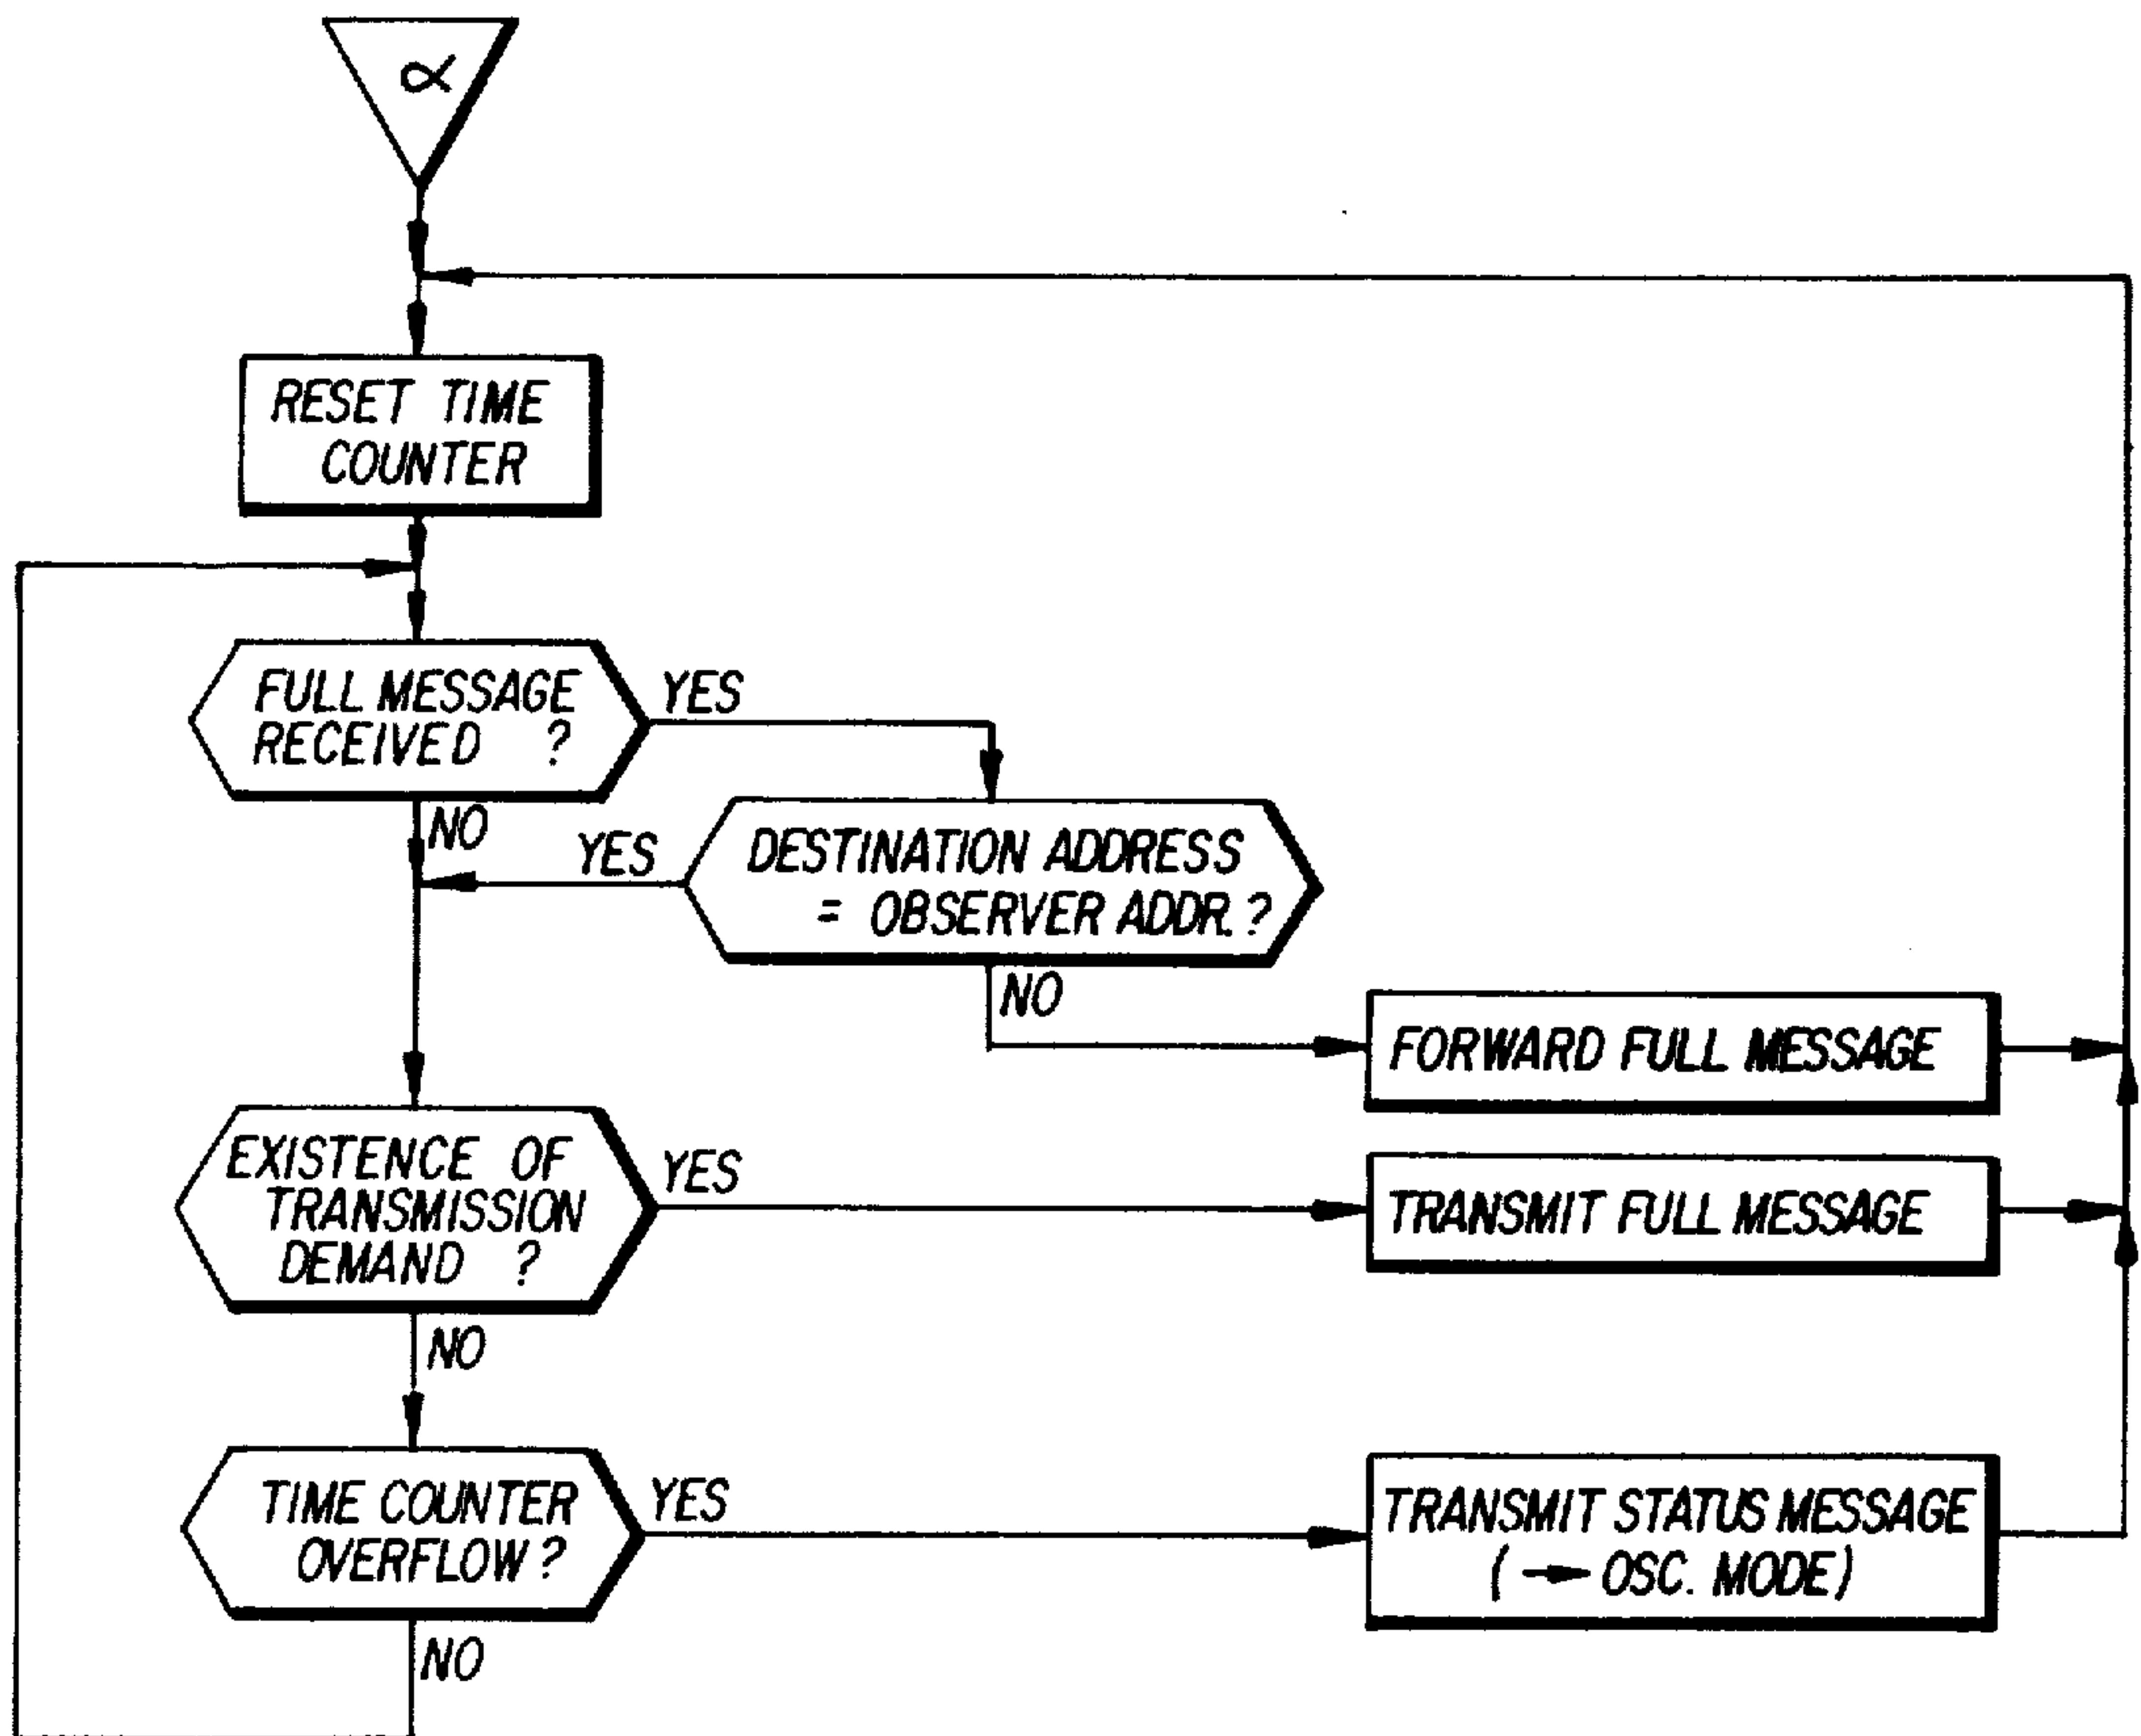 α
RESET TIME
COUNTER
FULL MESSAGE
RECEIVED ?
YES
NO
YES
DESTINATION ADDRESS
= OBSERVER ADDR. ?
NO
FORWARD FULL MESSAGE
EXISTENCE OF
TRANSMISSION
DEMAND ?
YES
TRANSMIT FULL MESSAGE
NO
TIME COUNTER
OVERFLOW ?
YES
TRANSMIT STATUS MESSAGE
( → OSC. MODE)
NO